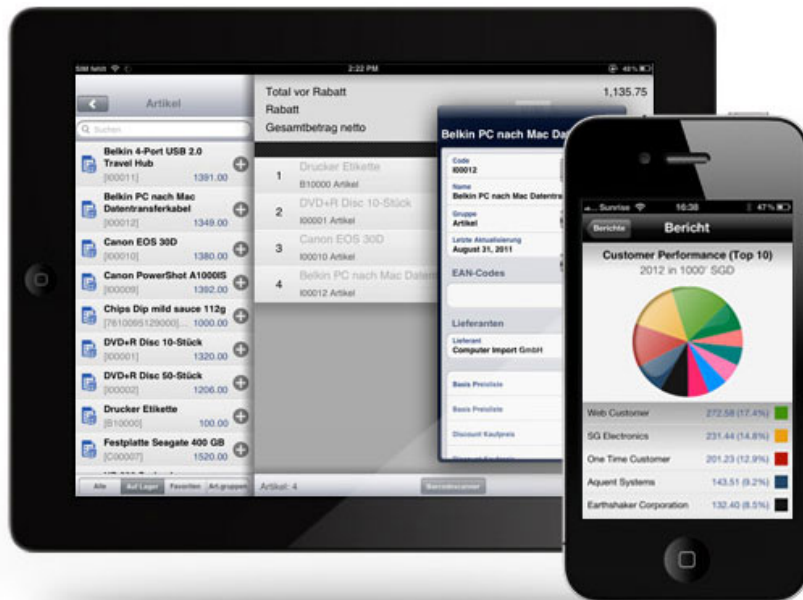 2:22 PM
Artikel
Suchen
Belkin 4-Port USB 2.0
Travel Hub
[I00011] 1391.00
Belkin PC nach Mac
Datentransferkabel
[I00012] 1349.00
Canon EOS 30D
[I00010] 1380.00
Canon PowerShot A1000IS
[I00009] 1392.00
Chips Dip mild sauce 112g
[7610095129000]... 1000.00
DVD+R Disc 10-Stück
[I00001] 1320.00
DVD+R Disc 50-Stück
[I00002] 1206.00
Drucker Etikette
[B10000] 100.00
Festplatte Seagate 400 GB
[C00007] 1520.00
Alle Auf Lager Favoriten Art.gruppen
Total vor Rabatt 1,135.75
Rabatt
Gesamtbetrag netto
1 Drucker Etikette
B10000 Artikel
2 DVD+R Disc 10-Stück
I00001 Artikel
3 Canon EOS 30D
I00010 Artikel
4 Belkin PC nach Mac Datent
I00012 Artikel
Artikel: 4 Barcodescanner
Belkin PC nach Mac Da
Code
I00012
Name
Belkin PC nach Mac Datentra
Gruppe
Artikel
Letzte Aktualisierung
August 31, 2011
EAN-Codes
Lieferanten
Lieferant
Computer Import GmbH
Basis Preisliste
Basis Preisliste
Discount Kaufpreis
Sunrise 16:38 47%
Berichte Bericht
Customer Performance (Top 10)
2012 in 1000' SGD
Web Customer 272.58 (17.4%)
SG Electronics 231.44 (14.8%)
One Time Customer 201.23 (12.9%)
Aquent Systems 143.51 (9.2%)
Earthshaker Corporation 132.40 (8.5%)